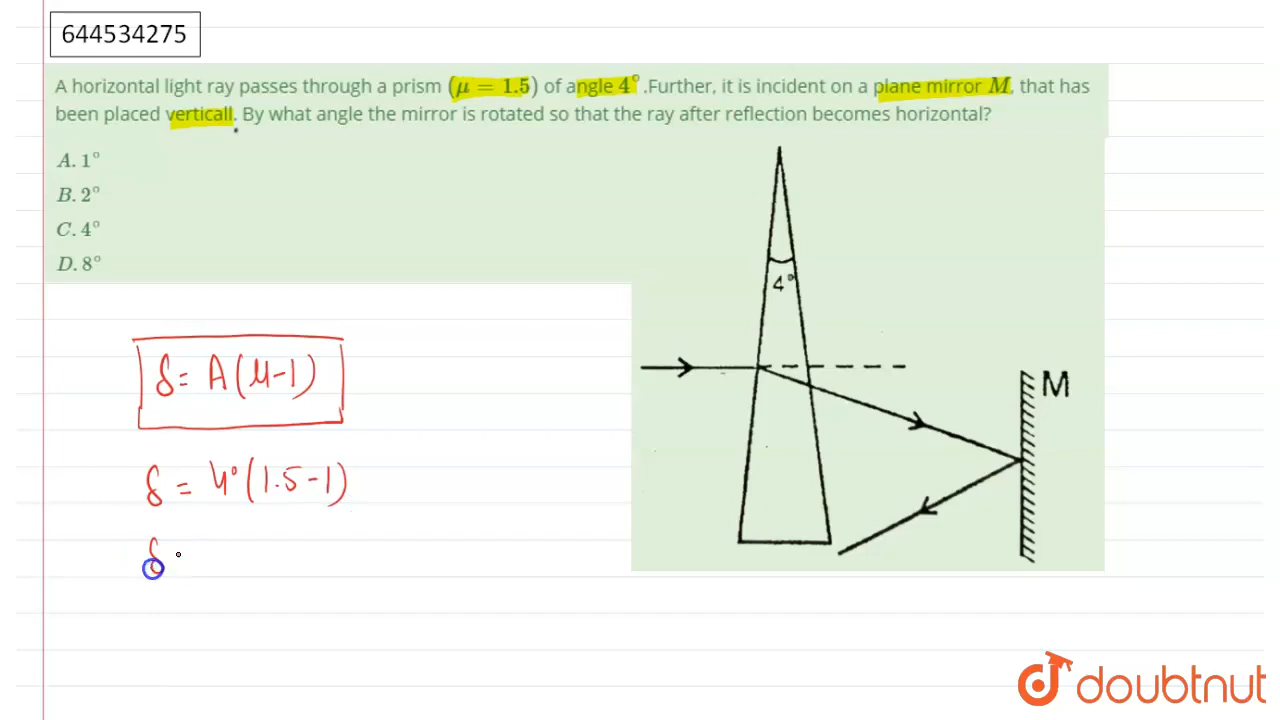 644534275
A horizontal light ray passes through a prism (μ = 1.5) of angle 4° .Further, it is incident on a plane mirror M, that has
been placed verticall. By what angle the mirror is rotated so that the ray after reflection becomes horizontal?
A. 1°
B. 2°
C. 4°
D. 8°
4°
M
δ = A(μ-1)
δ = 4°(1.5-1)
δ
doubtnut